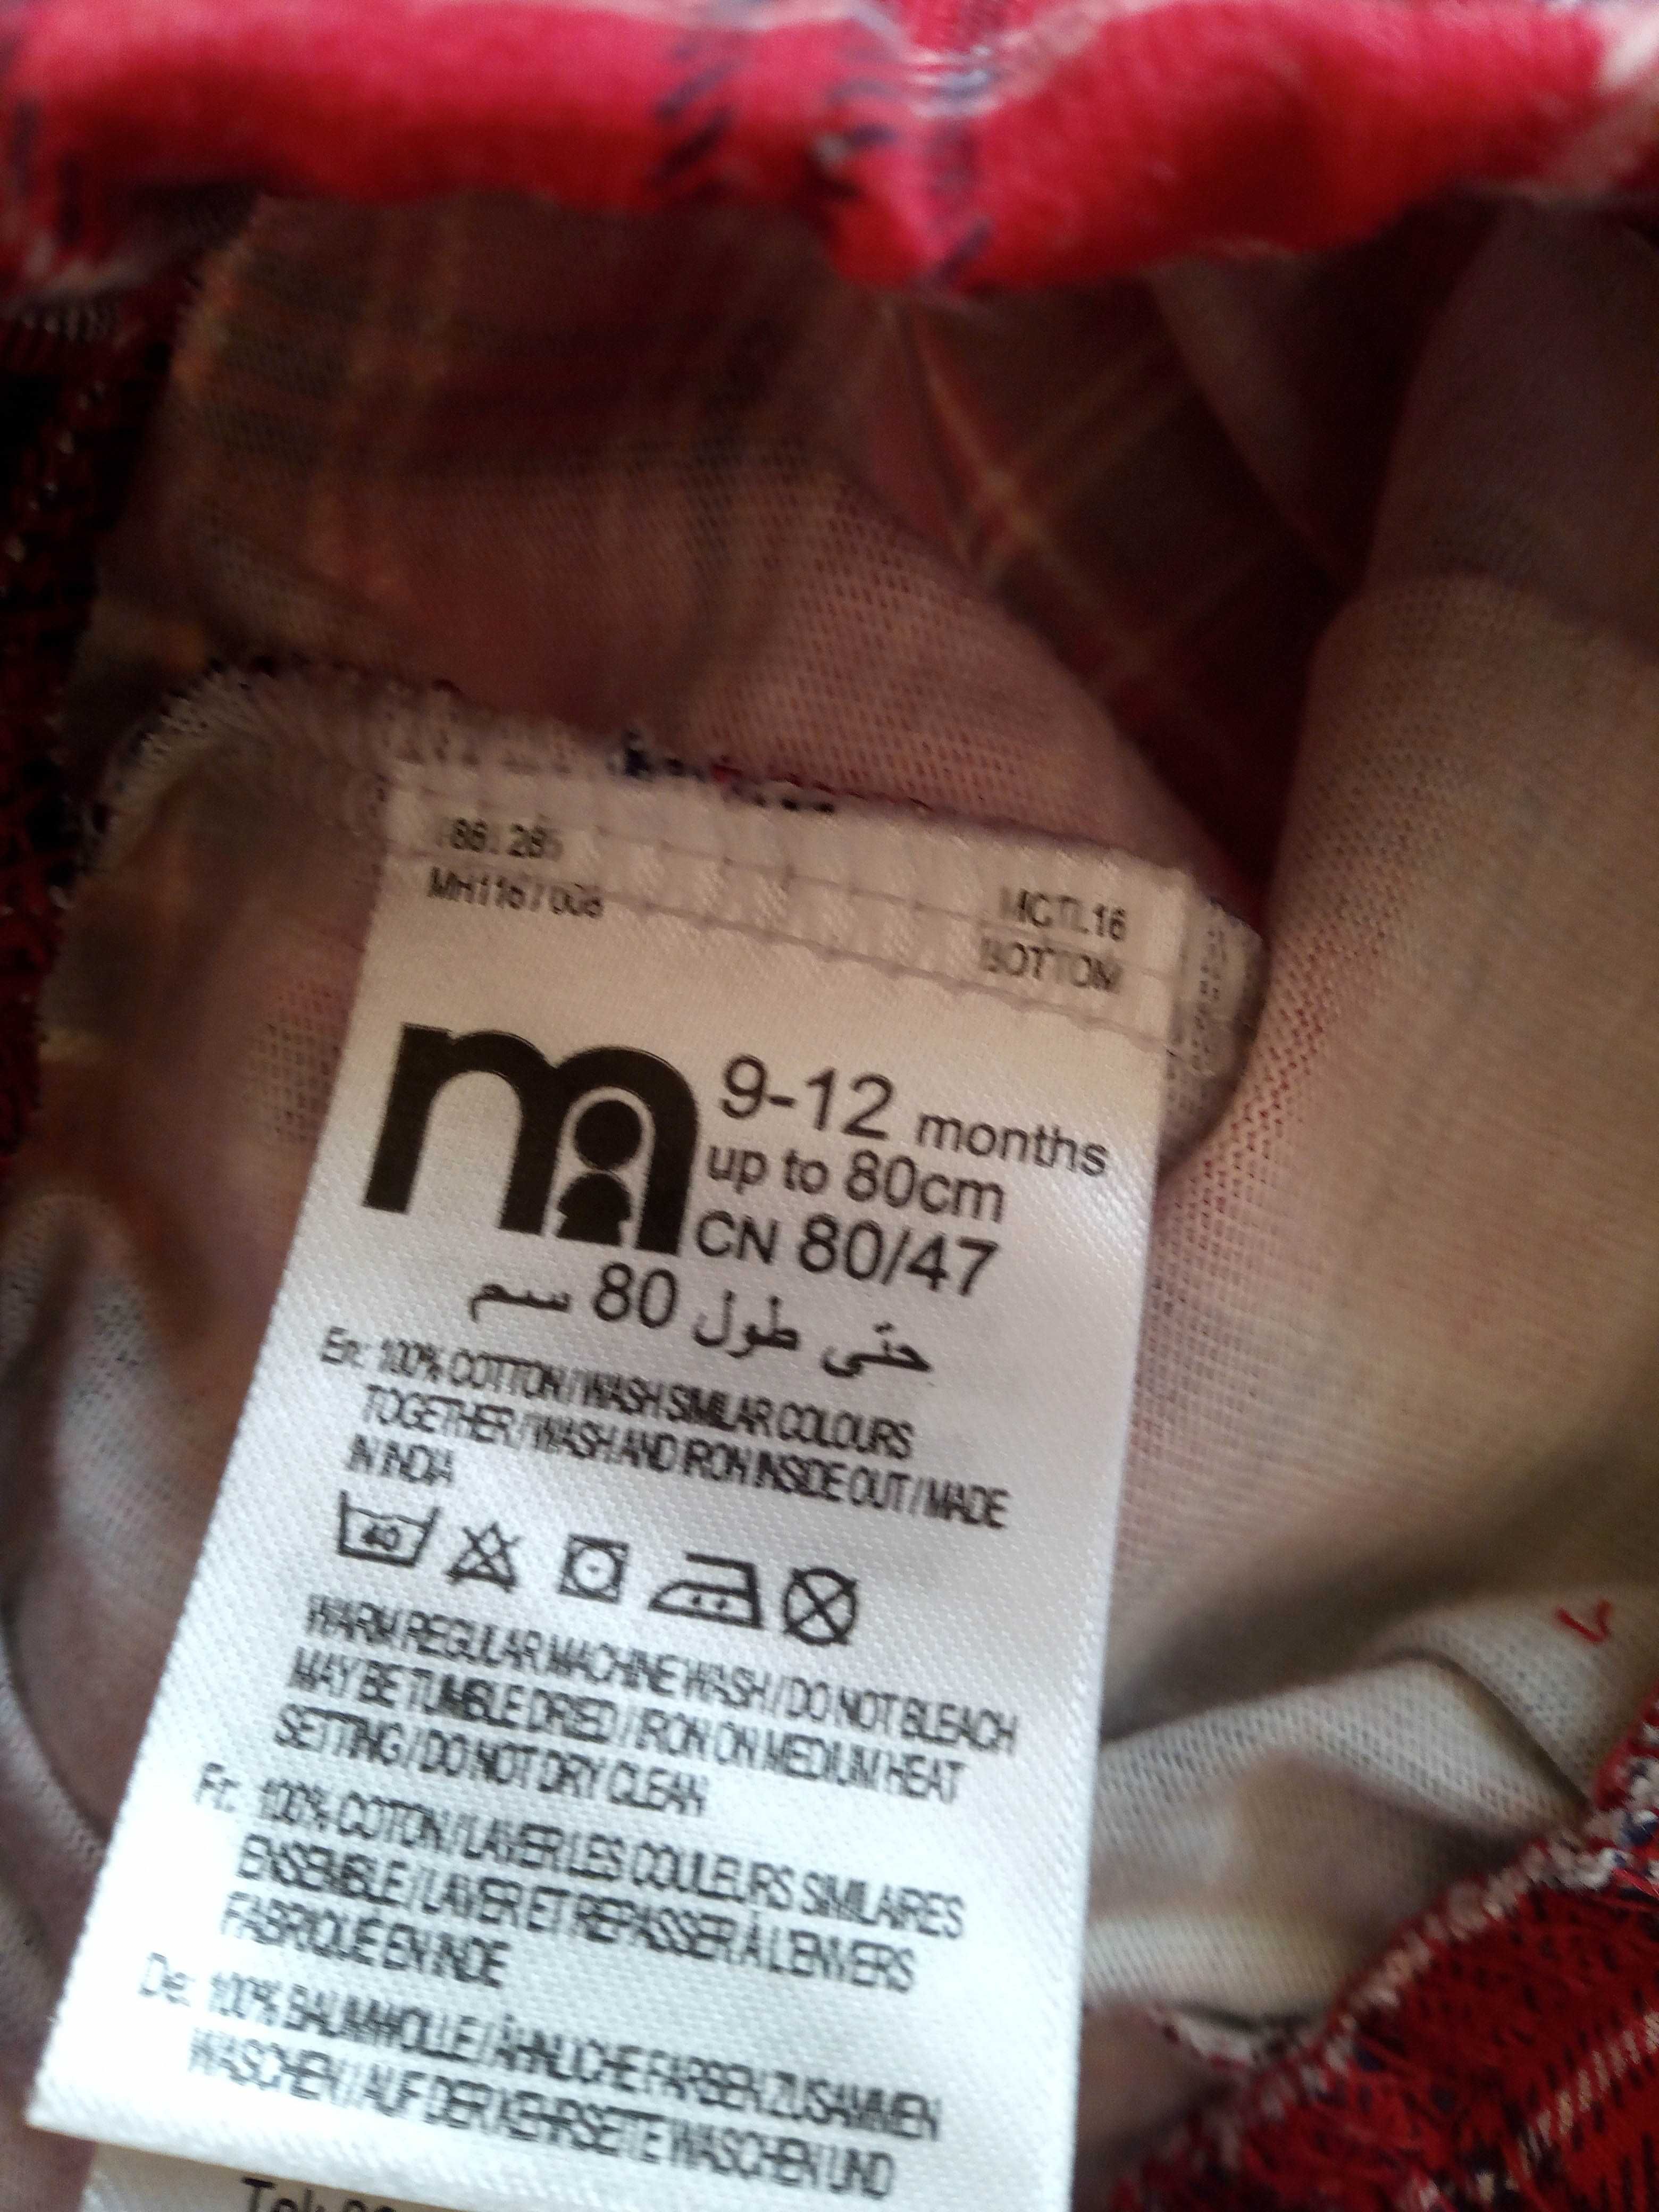 MCTL16
BOTTOM
9-12 months
up to 80cm
CN 80/47
حتى طول 80 سم
En: 100% COTTON / WASH SIMILAR COLOURS
TOGETHER / WASH AND IRON INSIDE OUT / MADE
IN INDIA
40
WARM REGULAR MACHINE WASH / DO NOT BLEACH
MAY BE TUMBLE DRIED / IRON ON MEDIUM HEAT
SETTING / DO NOT DRY CLEAN
Fr: 100% COTON / LAVER LES COULEURS SIMILAIRES
ENSEMBLE / LAVER ET REPASSER À L'ENVERS
FABRIQUÉ EN INDE
De: 100% BAUMWOLLE / ÄHNLICHE FARBEN ZUSAMMEN
WASCHEN / AUF DER KEHRSEITE WASCHEN UND